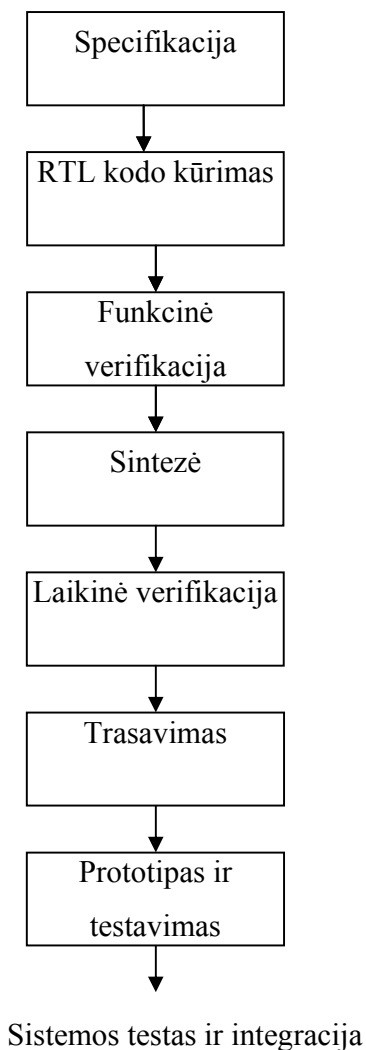 Specifikacija
RTL kodo kūrimas
Funkcinė
verifikacija
Sintezė
Laikinė verifikacija
Trasavimas
Prototipas ir
testavimas
Sistemos testas ir integracija